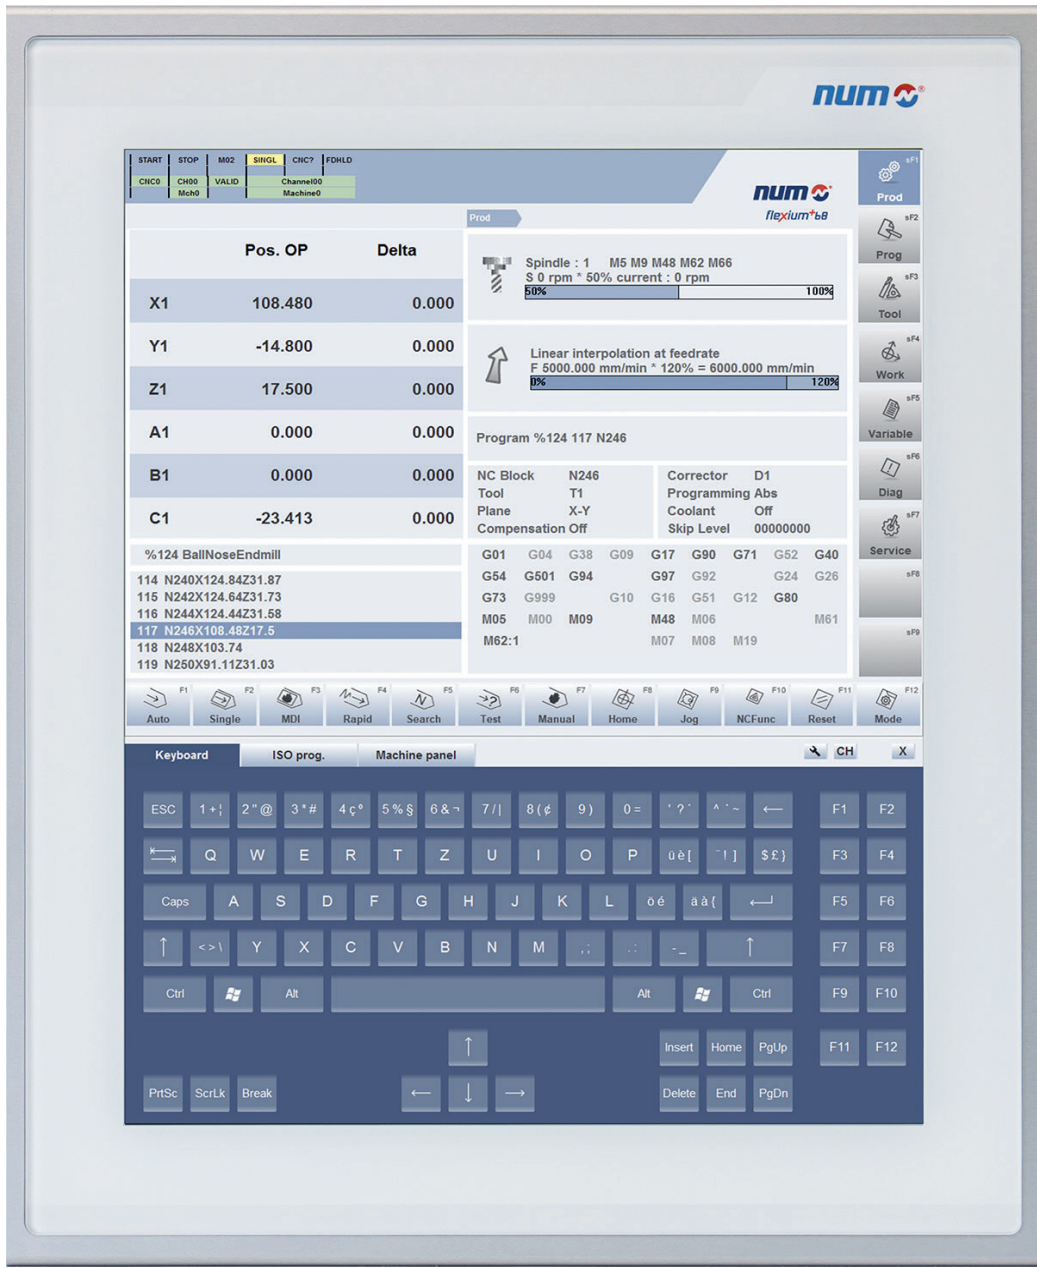 num®
START STOP M02 SINGL CNC? FDHLD
CNC0 CH00 VALID Channel00
Mch0 Machine0
num
flexium+68
Prod
Pos. OP Delta
X1 108.480 0.000
Y1 -14.800 0.000
Z1 17.500 0.000
A1 0.000 0.000
B1 0.000 0.000
C1 -23.413 0.000
Spindle : 1 M5 M9 M48 M62 M66
S 0 rpm * 50% current : 0 rpm
50% 100%
Linear interpolation at feedrate
F 5000.000 mm/min * 120% = 6000.000 mm/min
0% 120%
Program %124 117 N246
NC Block N246 Corrector D1
Tool T1 Programming Abs
Plane X-Y Coolant Off
Compensation Off Skip Level 00000000
%124 BallNoseEndmill
114 N240X124.84Z31.87
115 N242X124.64Z31.73
116 N244X124.44Z31.58
117 N246X108.48Z17.5
118 N248X103.74
119 N250X91.11Z31.03
G01 G04 G38 G09 G17 G90 G71 G52 G40
G54 G501 G94 G97 G92 G24 G26
G73 G999 G10 G16 G51 G12 G80
M05 M00 M09 M48 M06 M61
M62:1 M07 M08 M19
sF1
Prod
sF2
Prog
sF3
Tool
sF4
Work
sF5
Variable
sF6
Diag
sF7
Service
sF8
sF9
F1 F2 F3 F4 F5 F6 F7 F8 F9 F10 F11 F12
Auto Single MDI Rapid Search Test Manual Home Jog NCFunc Reset Mode
Keyboard ISO prog. Machine panel CH X
ESC 1+¦ 2"@ 3*# 4ç° 5%§ 6&¬ 7/| 8(¢ 9) 0= '?´ ^`~ ← F1 F2
Q W E R T Z U I O P üè[ ¨!] $£} F3 F4
Caps A S D F G H J K L öé äà{ F5 F6
↑ <>\ Y X C V B N M ,; .: -_ ↑ F7 F8
Ctrl Alt Alt Ctrl F9 F10
↑ Insert Home PgUp F11 F12
PrtSc ScrLk Break ← ↓ → Delete End PgDn